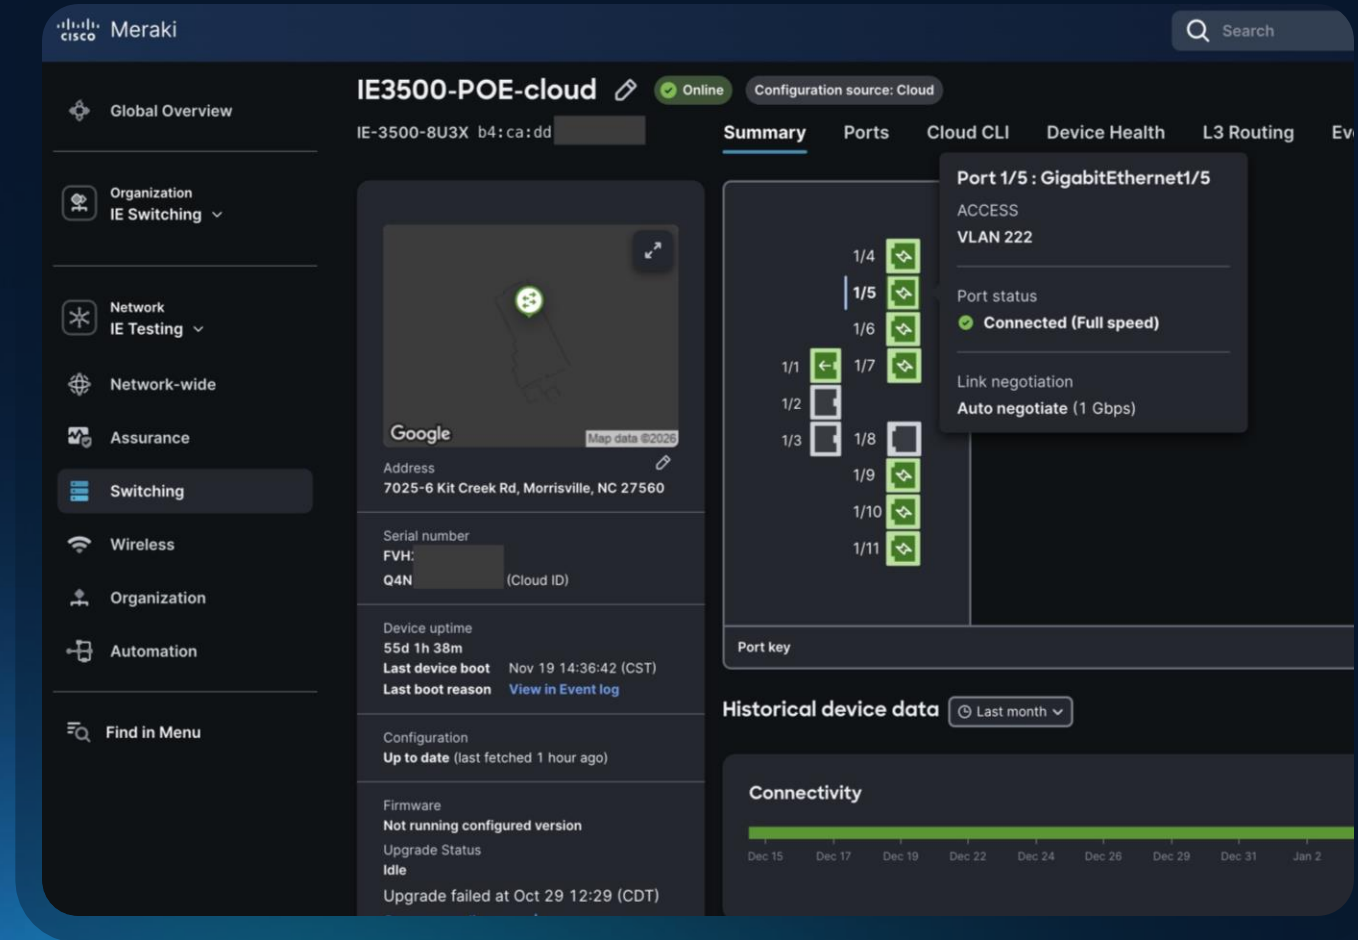 cisco Meraki
Search
Global Overview
Organization
IE Switching
Network
IE Testing
Network-wide
Assurance
Switching
Wireless
Organization
Automation
Find in Menu
IE3500-POE-cloud
Online
Configuration source: Cloud
IE-3500-8U3X b4:ca:dd
Summary Ports Cloud CLI Device Health L3 Routing Ev
Google
Map data ©2026
Address
7025-6 Kit Creek Rd, Morrisville, NC 27560
Serial number
FVH
Q4N (Cloud ID)
Device uptime
55d 1h 38m
Last device boot Nov 19 14:36:42 (CST)
Last boot reason View in Event log
Configuration
Up to date (last fetched 1 hour ago)
Firmware
Not running configured version
Upgrade Status
Idle
Upgrade failed at Oct 29 12:29 (CDT)
1/4
1/5
1/6
1/1 1/7
1/2
1/3 1/8
1/9
1/10
1/11
Port 1/5 : GigabitEthernet1/5
ACCESS
VLAN 222
Port status
Connected (Full speed)
Link negotiation
Auto negotiate (1 Gbps)
Port key
Historical device data Last month
Connectivity
Dec 15 Dec 17 Dec 19 Dec 22 Dec 24 Dec 26 Dec 29 Dec 31 Jan 2